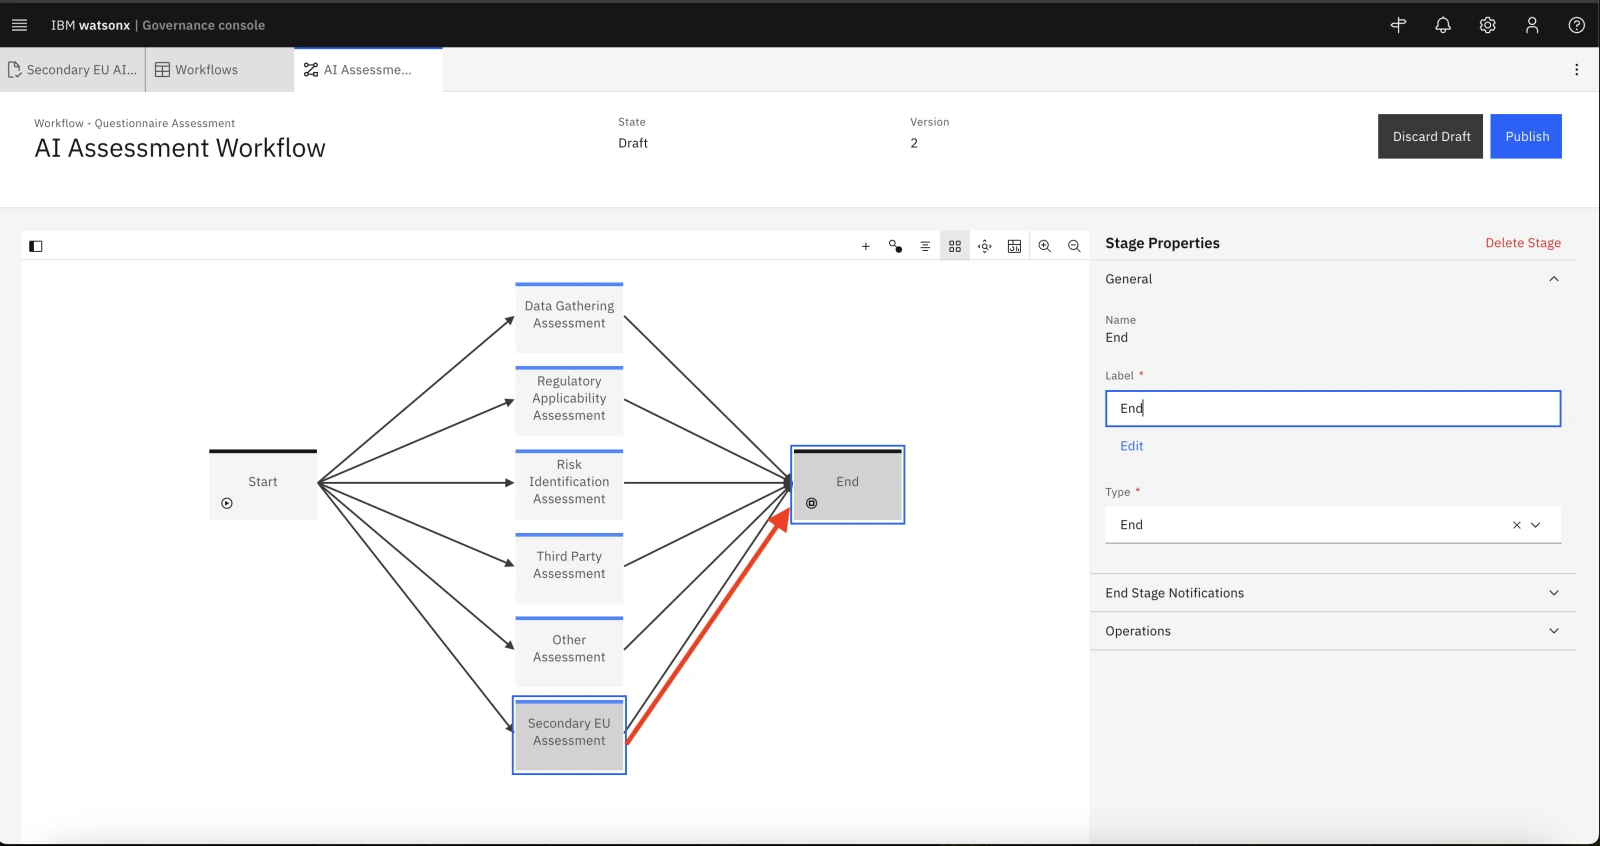 IBM watsonx | Governance console
Secondary EU AI...
Workflows
AI Assessme...
Workflow - Questionnaire Assessment
AI Assessment Workflow
State
Draft
Version
2
Discard Draft
Publish
Data Gathering
Assessment
Regulatory
Applicability
Assessment
Risk
Identification
Assessment
Third Party
Assessment
Other
Assessment
Secondary EU
Assessment
Start
End
Stage Properties
Delete Stage
General
Name
End
Label *
End
Edit
Type *
End
End Stage Notifications
Operations